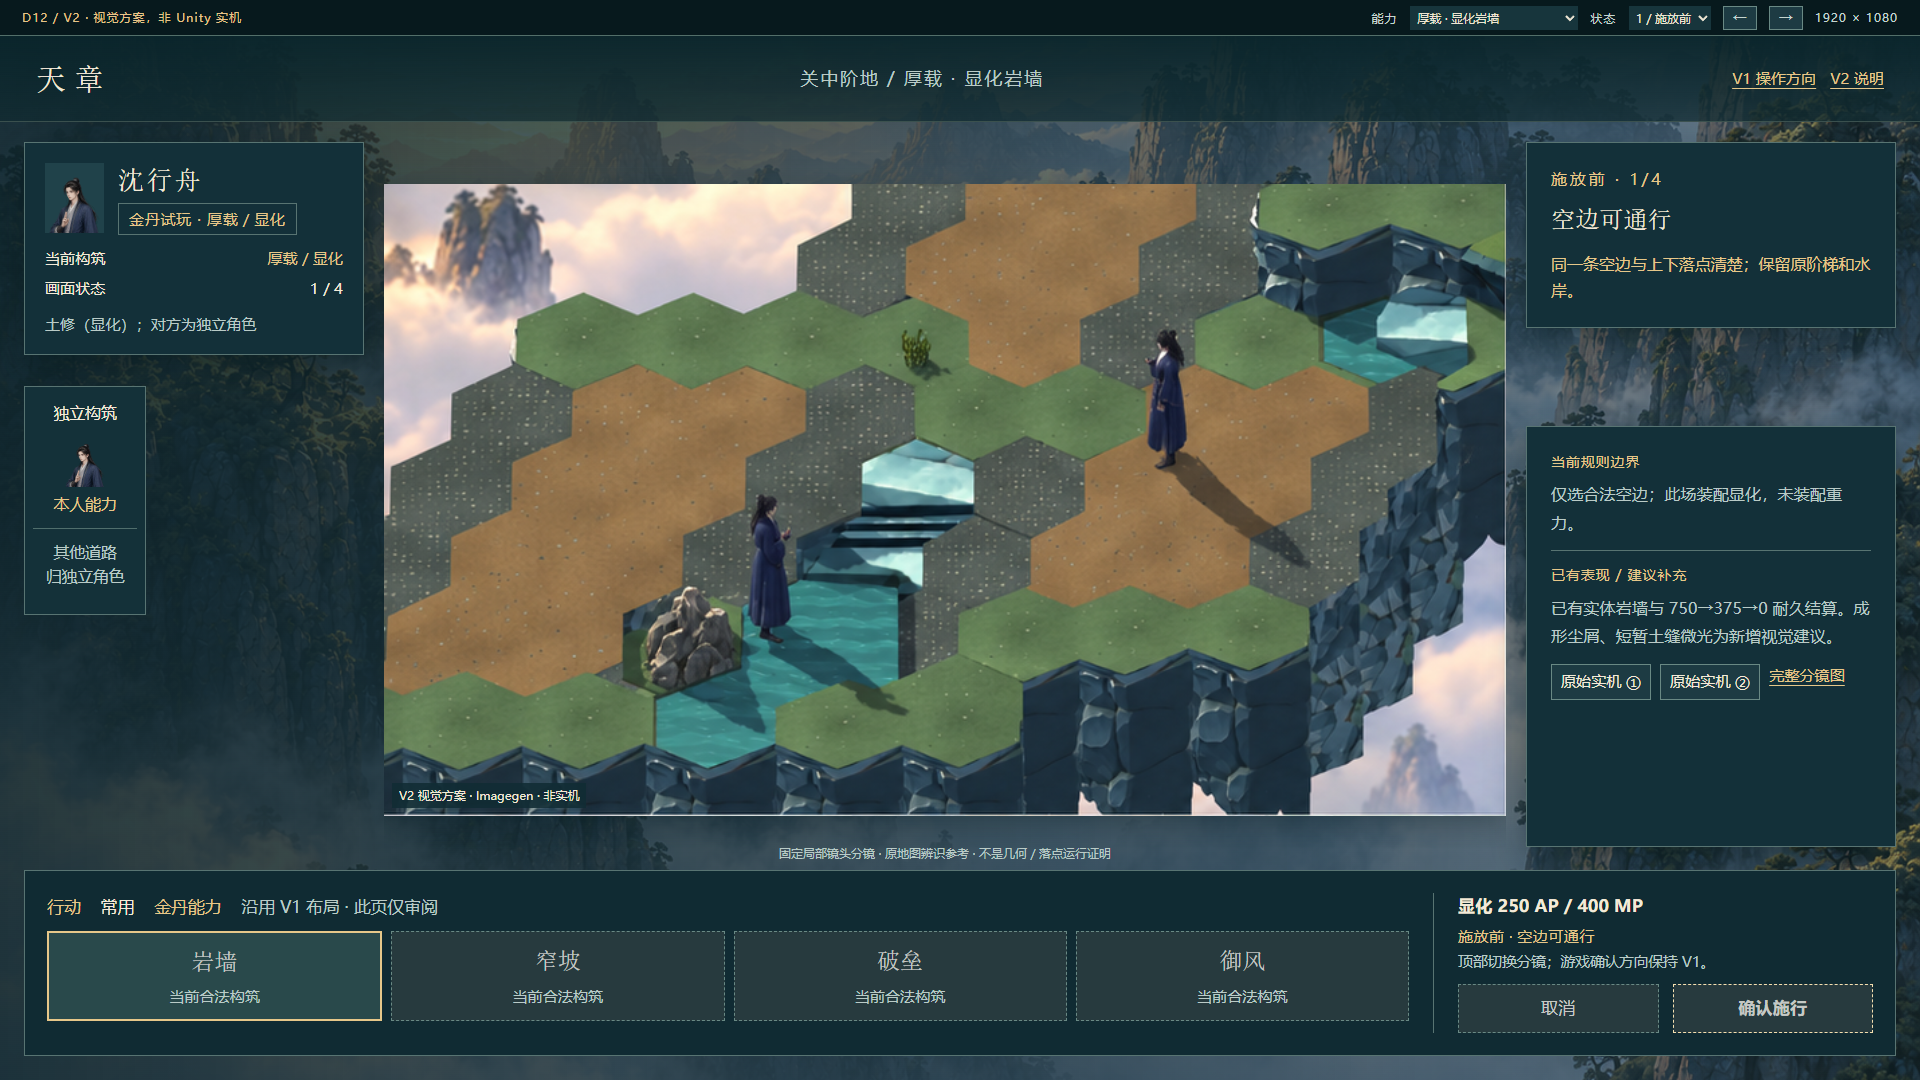 D12 / V2 · 视觉方案，非 Unity 实机
能力 厚载 · 显化岩墙 状态 1 / 施放前 ← → 1920 × 1080
天章
关中阶地 / 厚载 · 显化岩墙
V1 操作方向 V2 说明
沈行舟
金丹试玩 · 厚载 / 显化
当前构筑 厚载 / 显化
画面状态 1 / 4
土修（显化）；对方为独立角色
独立构筑
本人能力
其他道路
归独立角色
V2 视觉方案 · Imagegen · 非实机
固定局部镜头分镜 · 原地图辨识参考 · 不是几何 / 落点运行证明
施放前 · 1/4
空边可通行
同一条空边与上下落点清楚；保留原阶梯和水
岸。
当前规则边界
仅选合法空边；此场装配显化，未装配重
力。
已有表现 / 建议补充
已有实体岩墙与 750→375→0 耐久结算。成
形尘屑、短暂土缝微光为新增视觉建议。
原始实机 ① 原始实机 ② 完整分镜图
行动 常用 金丹能力 沿用 V1 布局 · 此页仅审阅
岩墙
当前合法构筑
窄坡
当前合法构筑
破垒
当前合法构筑
御风
当前合法构筑
显化 250 AP / 400 MP
施放前 · 空边可通行
顶部切换分镜；游戏确认方向保持 V1。
取消 确认施行